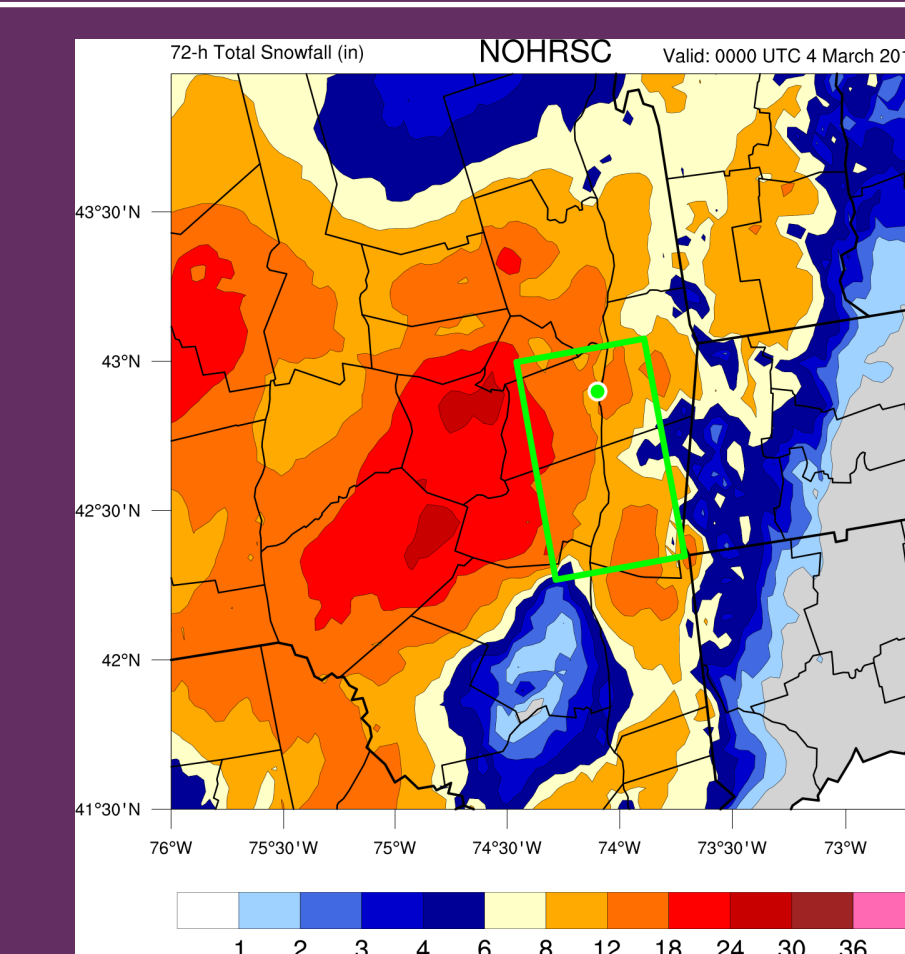 72-h Total Snowfall (in) NOHRSC Valid: 0000 UTC 4 March 201
43°30'N
43°N
42°30'N
42°N
41°30'N
76°W 75°30'W 75°W 74°30'W 74°W 73°30'W 73°W
1 2 3 4 6 8 12 18 24 30 36